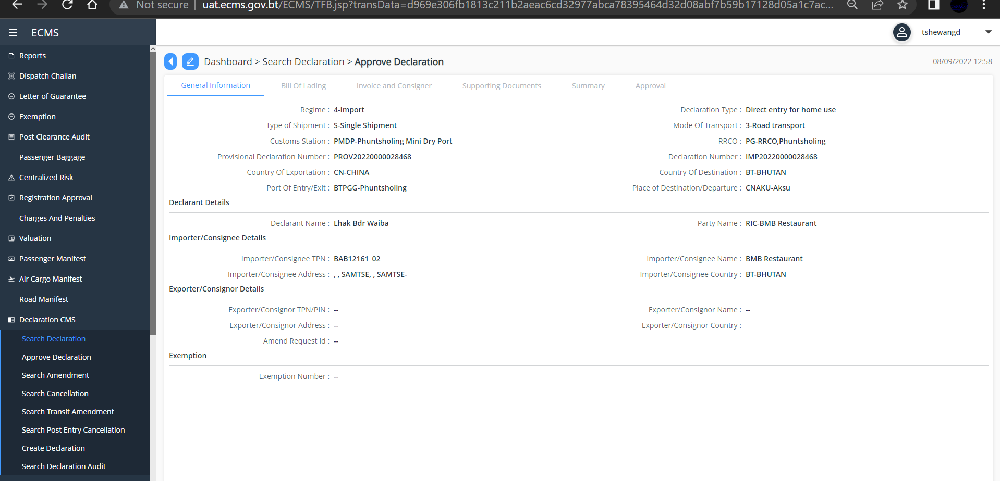 Not secure | uat.ecms.gov.bt/ECMS/TFB.jsp?transData=d969e306fb1813c211b2aeac6cd32977abca78395464d32d08abf7b59b17128d05a1c7ac...
ECMS
tshewangd
Reports
Dispatch Challan
Letter of Guarantee
Exemption
Post Clearance Audit
Passenger Baggage
Centralized Risk
Registration Approval
Charges And Penalties
Valuation
Passenger Manifest
Air Cargo Manifest
Road Manifest
Declaration CMS
Search Declaration
Approve Declaration
Search Amendment
Search Cancellation
Search Transit Amendment
Search Post Entry Cancellation
Create Declaration
Search Declaration Audit
Dashboard > Search Declaration > Approve Declaration
08/09/2022 12:58
General Information Bill Of Lading Invoice and Consigner Supporting Documents Summary Approval
Regime : 4-Import Declaration Type : Direct entry for home use
Type of Shipment : S-Single Shipment Mode Of Transport : 3-Road transport
Customs Station : PMDP-Phuntsholing Mini Dry Port RRCO : PG-RRCO,Phuntsholing
Provisional Declaration Number : PROV20220000028468 Declaration Number : IMP20220000028468
Country Of Exportation : CN-CHINA Country Of Destination : BT-BHUTAN
Port Of Entry/Exit : BTPGG-Phuntsholing Place of Destination/Departure : CNAKU-Aksu
Declarant Details
Declarant Name : Lhak Bdr Waiba Party Name : RIC-BMB Restaurant
Importer/Consignee Details
Importer/Consignee TPN : BAB12161_02 Importer/Consignee Name : BMB Restaurant
Importer/Consignee Address : , , SAMTSE, , SAMTSE- Importer/Consignee Country : BT-BHUTAN
Exporter/Consignor Details
Exporter/Consignor TPN/PIN : -- Exporter/Consignor Name : --
Exporter/Consignor Address : -- Exporter/Consignor Country :
Amend Request Id : --
Exemption
Exemption Number : --